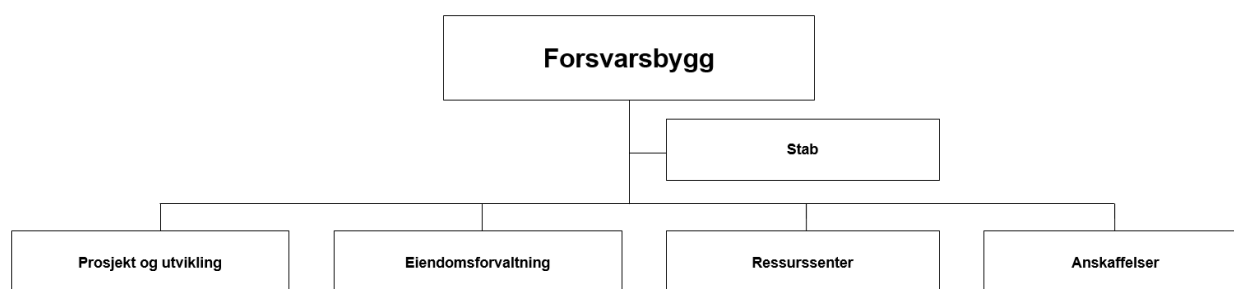 Forsvarsbygg
Stab
Prosjekt og utvikling
Eiendomsforvaltning
Ressurssenter
Anskaffelser